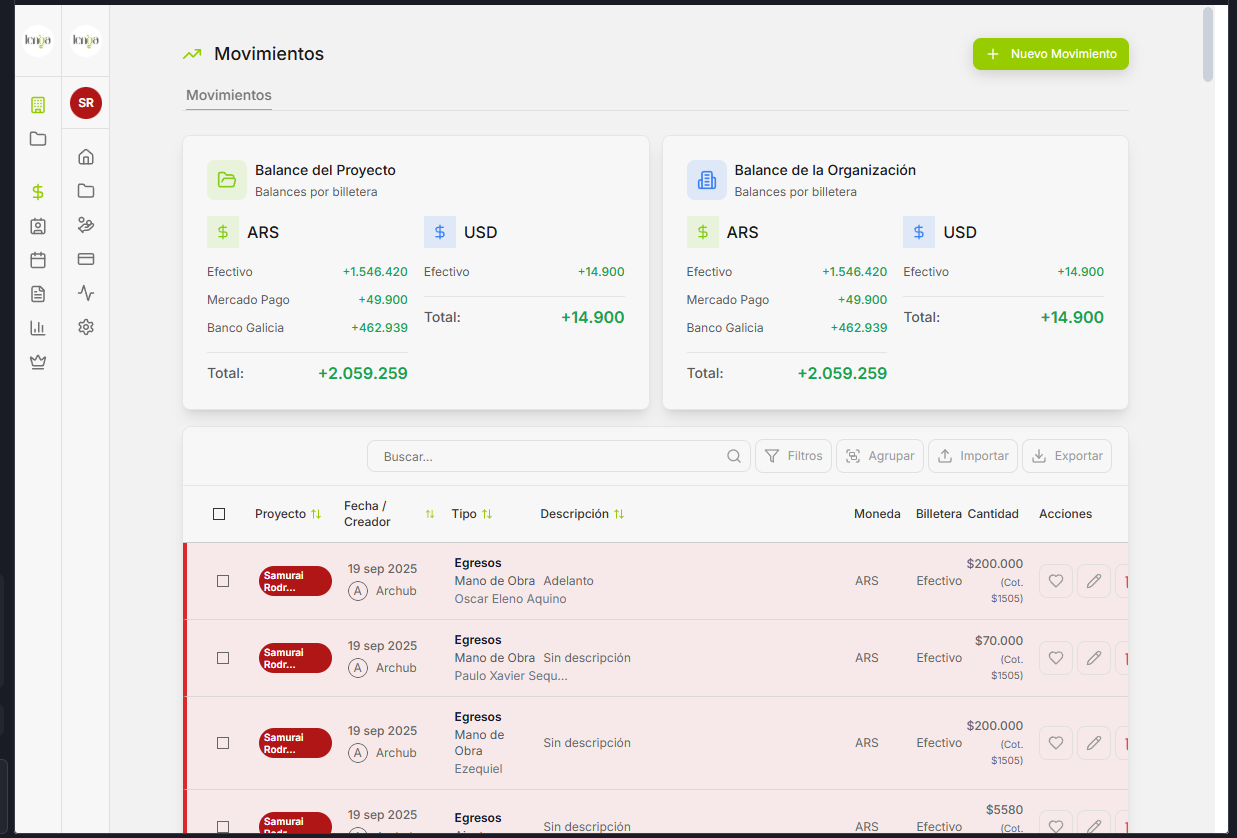 lenga
lenga
SR
Movimientos
+ Nuevo Movimiento
Movimientos
Balance del Proyecto
Balances por billetera
$ ARS
Efectivo +1.546.420
Mercado Pago +49.900
Banco Galicia +462.939
Total: +2.059.259
$ USD
Efectivo +14.900
Total: +14.900
Balance de la Organización
Balances por billetera
$ ARS
Efectivo +1.546.420
Mercado Pago +49.900
Banco Galicia +462.939
Total: +2.059.259
$ USD
Efectivo +14.900
Total: +14.900
Buscar... Filtros Agrupar Importar Exportar
Proyecto Fecha / Creador Tipo Descripción Moneda Billetera Cantidad Acciones
Samurai
Rodr...
19 sep 2025
A Archub
Egresos
Mano de Obra
Oscar Eleno Aquino
Adelanto
ARS
Efectivo
$200.000
(Cot.
$1505)
Samurai
Rodr...
19 sep 2025
A Archub
Egresos
Mano de Obra
Paulo Xavier Sequ...
Sin descripción
ARS
Efectivo
$70.000
(Cot.
$1505)
Samurai
Rodr...
19 sep 2025
A Archub
Egresos
Mano de
Obra
Ezequiel
Sin descripción
ARS
Efectivo
$200.000
(Cot.
$1505)
Samurai
Rodr...
19 sep 2025
Archub
Egresos
Sin descripción
ARS
Efectivo
$5580
(Cot.